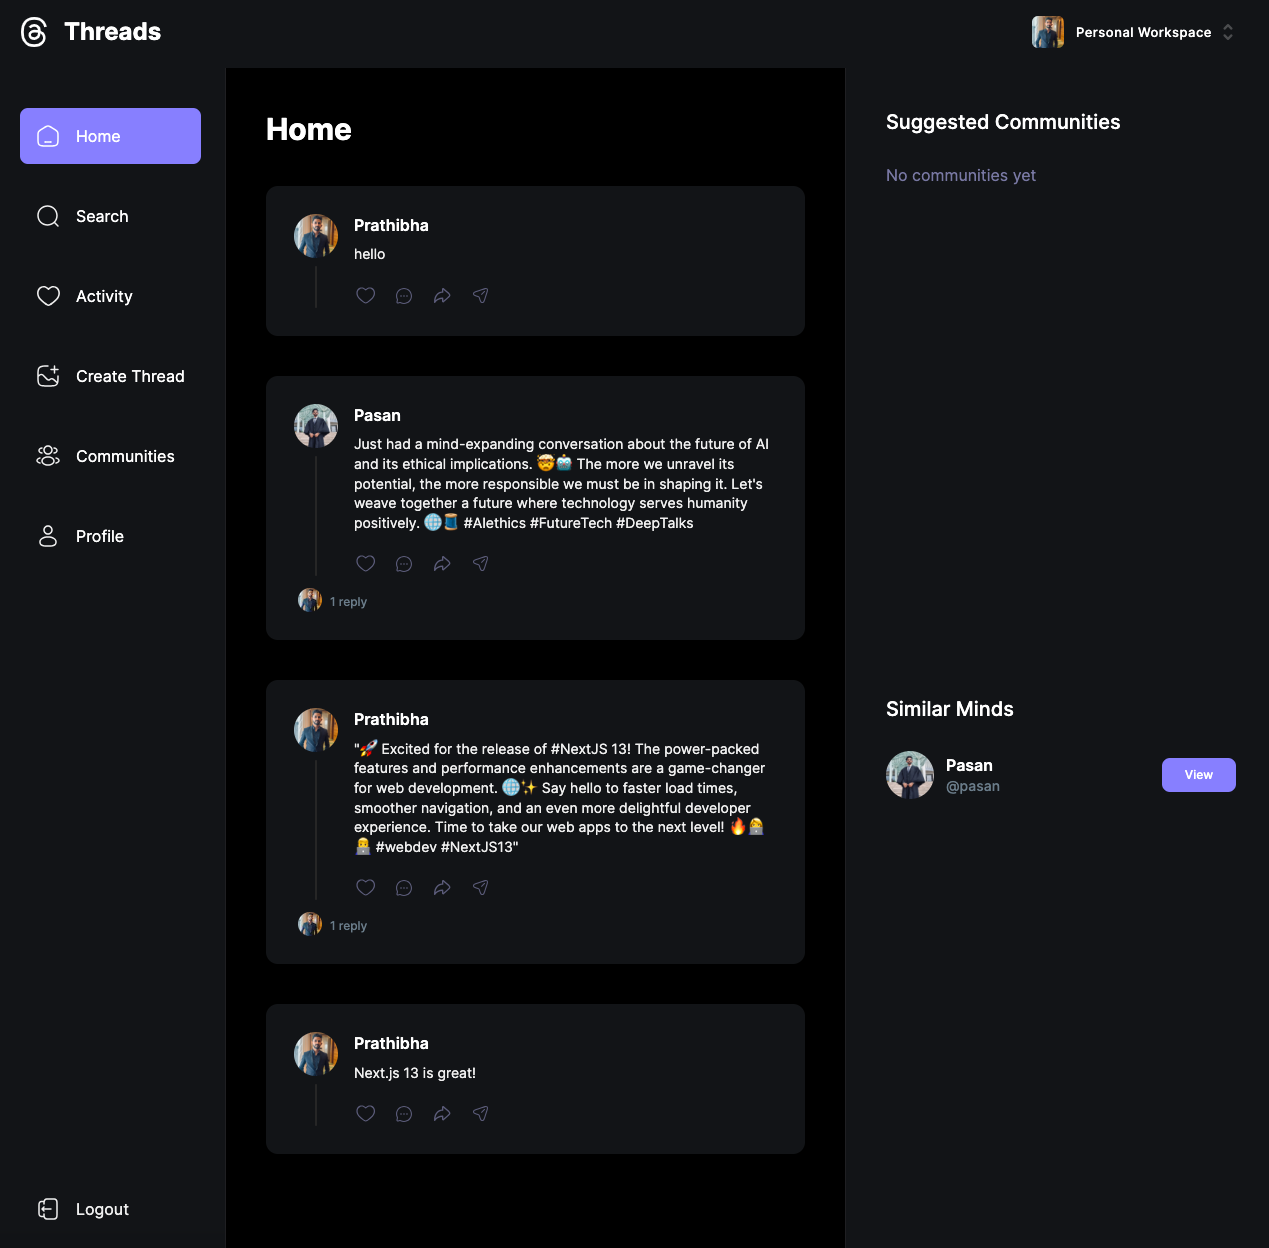 Threads
Personal Workspace
Home
Search
Activity
Create Thread
Communities
Profile
Logout
Home
Prathibha
hello
Pasan
Just had a mind-expanding conversation about the future of AI
and its ethical implications. 🤯🤖 The more we unravel its
potential, the more responsible we must be in shaping it. Let's
weave together a future where technology serves humanity
positively. 🌐🧵 #AIethics #FutureTech #DeepTalks
1 reply
Prathibha
"🚀 Excited for the release of #NextJS 13! The power-packed
features and performance enhancements are a game-changer
for web development. 🌐✨ Say hello to faster load times,
smoother navigation, and an even more delightful developer
experience. Time to take our web apps to the next level! 🔥👩‍💻
👨‍💻 #webdev #NextJS13"
1 reply
Prathibha
Next.js 13 is great!
Suggested Communities
No communities yet
Similar Minds
Pasan
@pasan
View